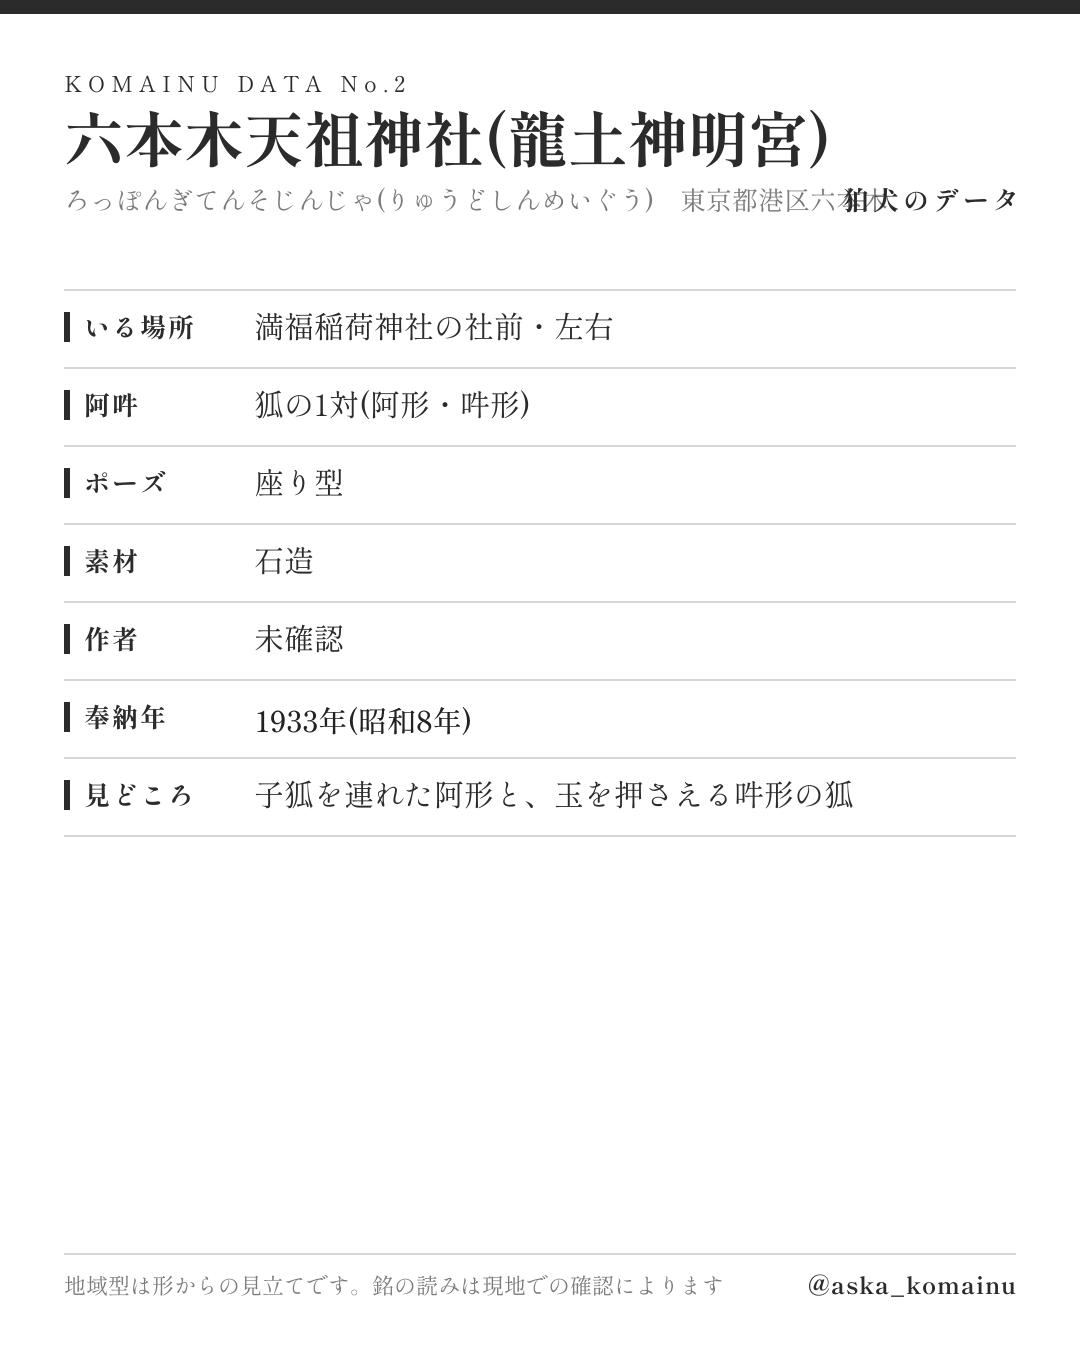 KOMAINU DATA No.2
六本木天祖神社(龍土神明宮)
ろっぽんぎてんそじんじゃ(りゅうどしんめいぐう)　東京都港区六本木
狛犬のデータ
いる場所　満福稲荷神社の社前・左右
阿吽　狐の1対(阿形・吽形)
ポーズ　座り型
素材　石造
作者　未確認
奉納年　1933年(昭和8年)
見どころ　子狐を連れた阿形と、玉を押さえる吽形の狐
地域型は形からの見立てです。銘の読みは現地での確認によります
@aska_komainu